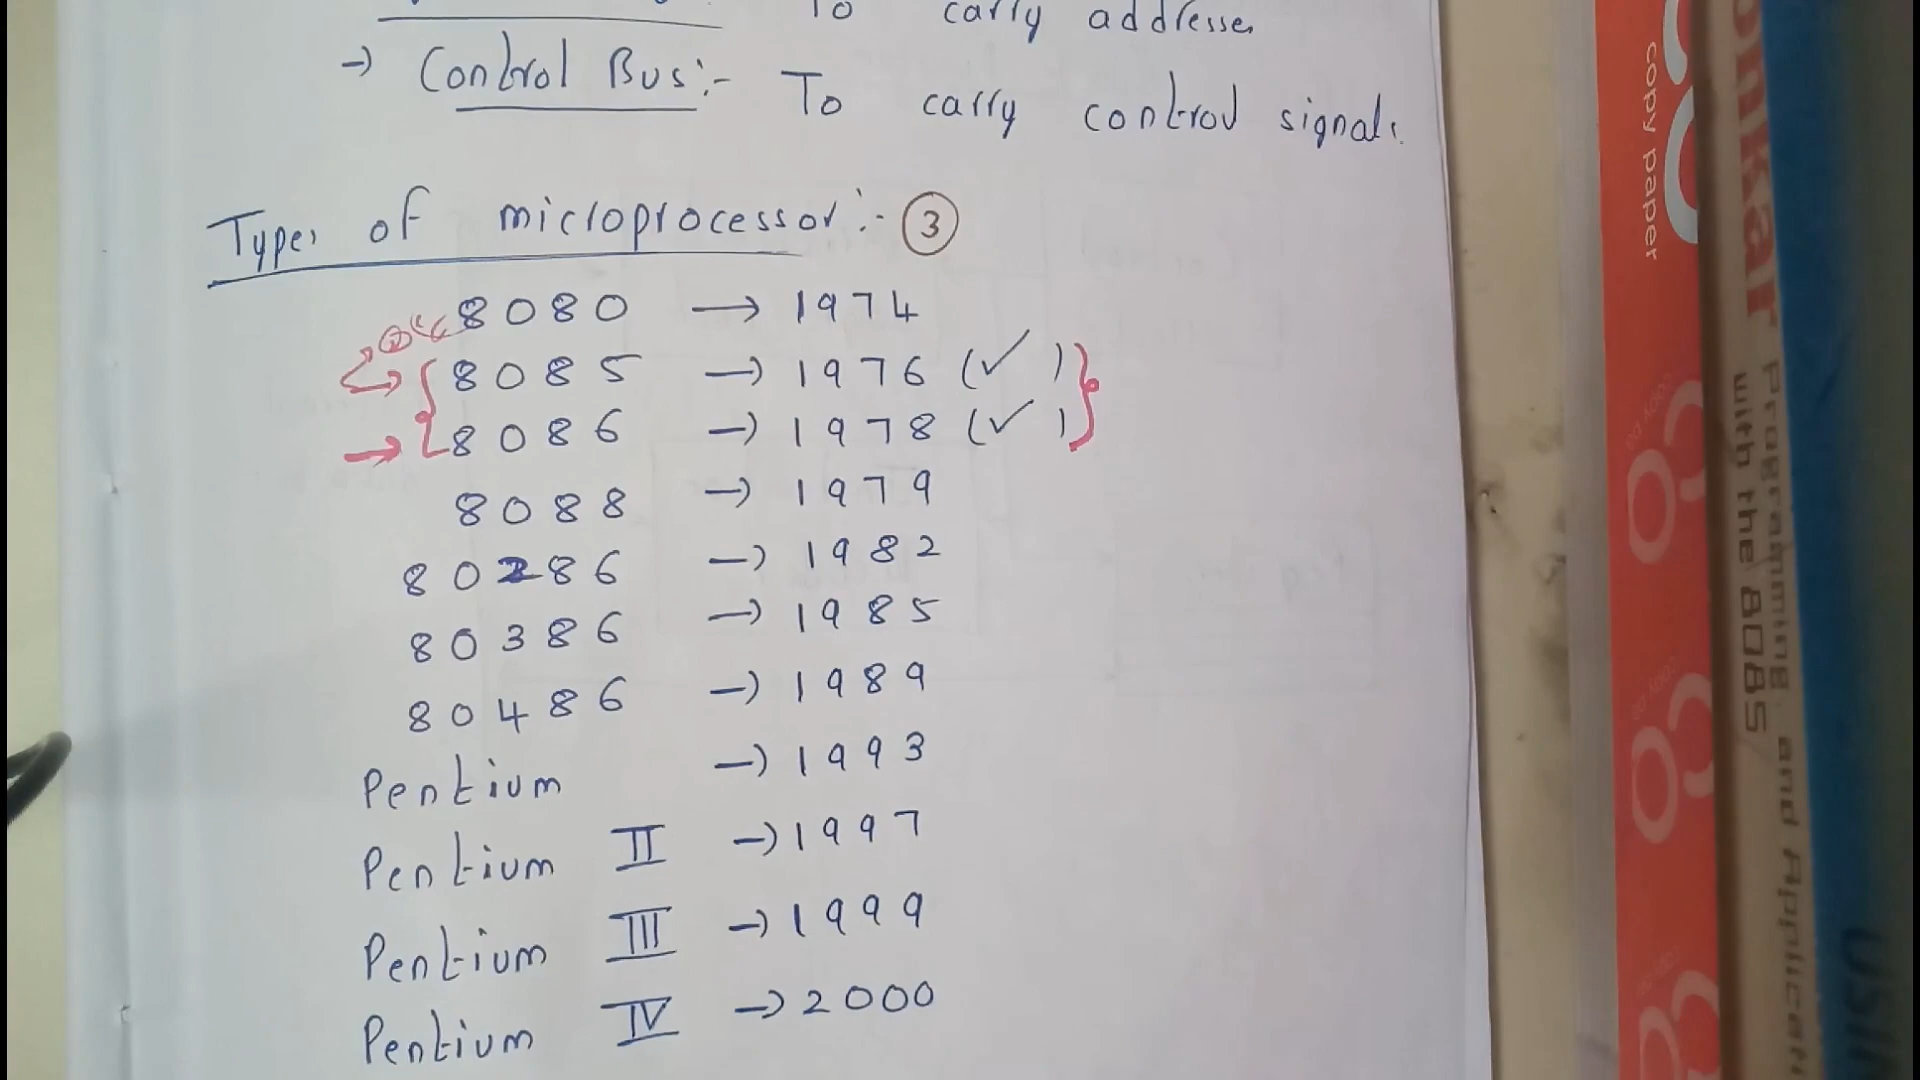 To carry addresses
→ Control Bus:- To carry control signals.
Types of microprocessor:- ③
8080 → 1974
8085 → 1976 (✓)
8086 → 1978 (✓)
8088 → 1979
80286 → 1982
80386 → 1985
80486 → 1989
Pentium → 1993
Pentium II → 1997
Pentium III → 1999
Pentium IV → 2000
copy paper
onkar
Programming, and Applicati
with the 8085